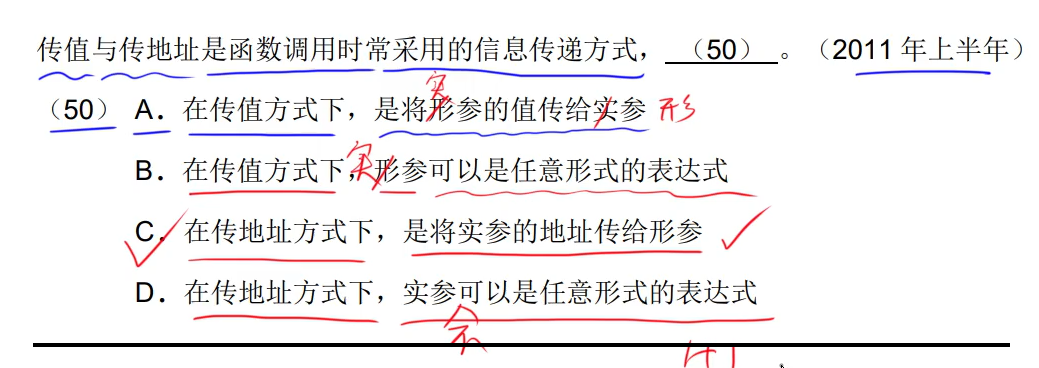 传值与传地址是函数调用时常采用的信息传递方式，（50）。（2011 年上半年）
实
（50） A．在传值方式下，是将形参的值传给实参 形
B．在传值方式下，实形参可以是任意形式的表达式
C．在传地址方式下，是将实参的地址传给形参
D．在传地址方式下，实参可以是任意形式的表达式